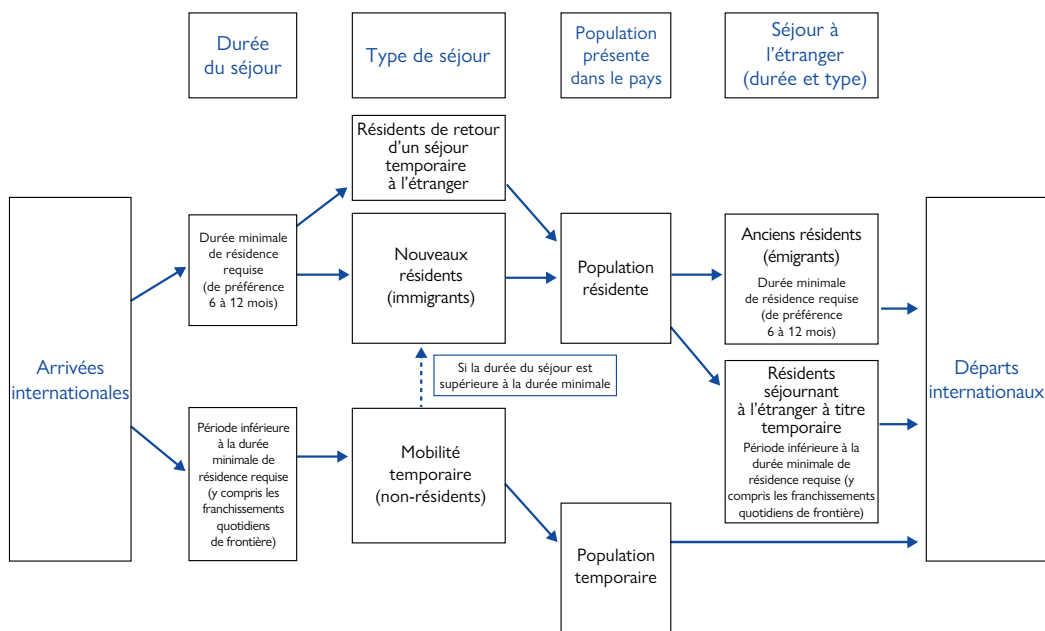 Durée
du séjour
Type de séjour
Population
présente
dans le pays
Séjour à
l'étranger
(durée et type)
Résidents de retour
d'un séjour
temporaire
à l'étranger
Arrivées
internationales
Durée minimale
de résidence
requise
(de préférence
6 à 12 mois)
Nouveaux
résidents
(immigrants)
Population
résidente
Anciens résidents
(émigrants)
Durée minimale
de résidence requise
(de préférence
6 à 12 mois)
Si la durée du séjour est
supérieure à la durée minimale
Départs
internationaux
Résidents
séjournant
à l'étranger à titre
temporaire
Période inférieure à la
durée minimale de
résidence requise (y
compris les franchissements
quotidiens de frontière)
Période inférieure
à la durée
minimale de
résidence requise
(y compris les
franchissements
quotidiens
de frontière)
Mobilité
temporaire
(non-résidents)
Population
temporaire